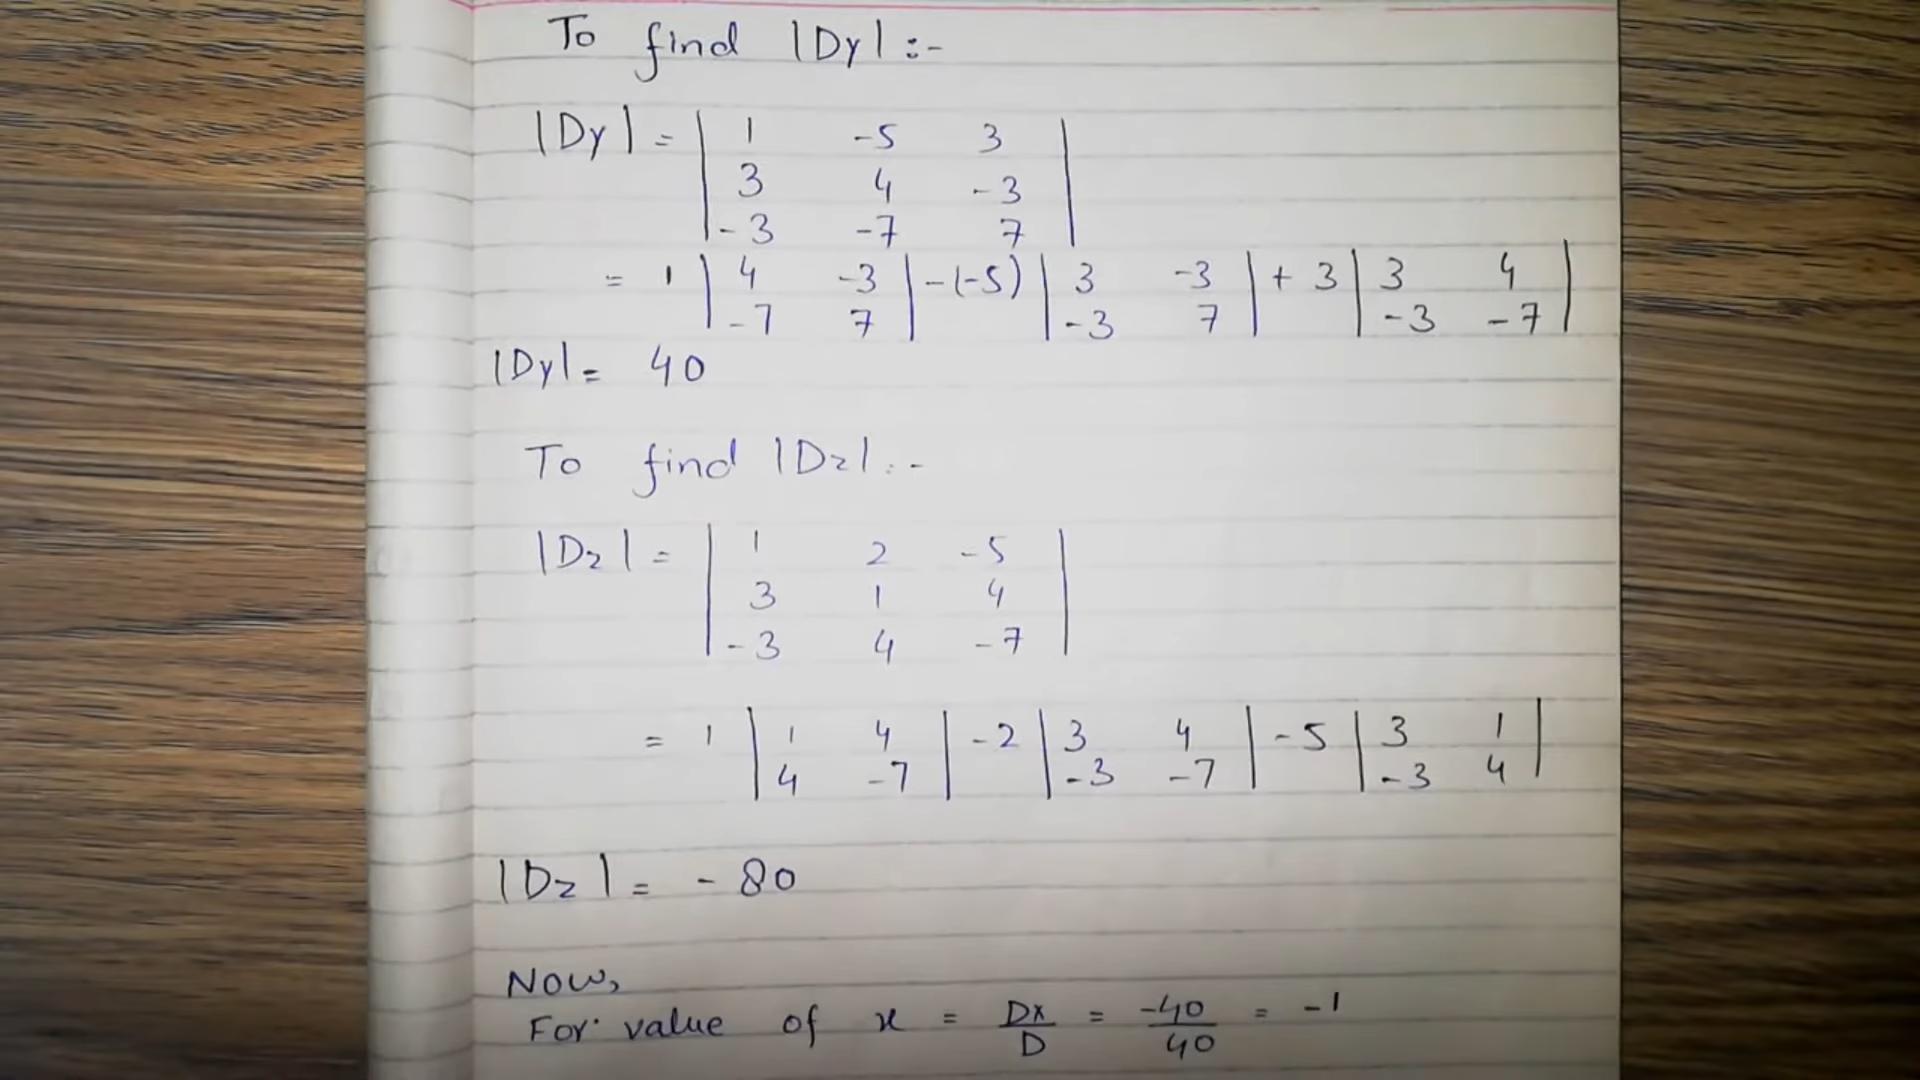 To find |Dy| :-
|Dy| = | 1 -5 3 |
| 3 4 -3 |
| -3 -7 7 |
= 1 | 4 -3 | -(-5) | 3 -3 | + 3 | 3 4 |
| -7 7 | | -3 7 | | -3 -7 |
|Dy| = 40
To find |Dz| :-
|Dz| = | 1 2 -5 |
| 3 1 4 |
| -3 4 -7 |
= 1 | 1 4 | -2 | 3 4 | -5 | 3 1 |
| 4 -7 | | -3 -7 | | -3 4 |
|Dz| = - 80
Now,
For value of x = Dx/D = -40/40 = -1